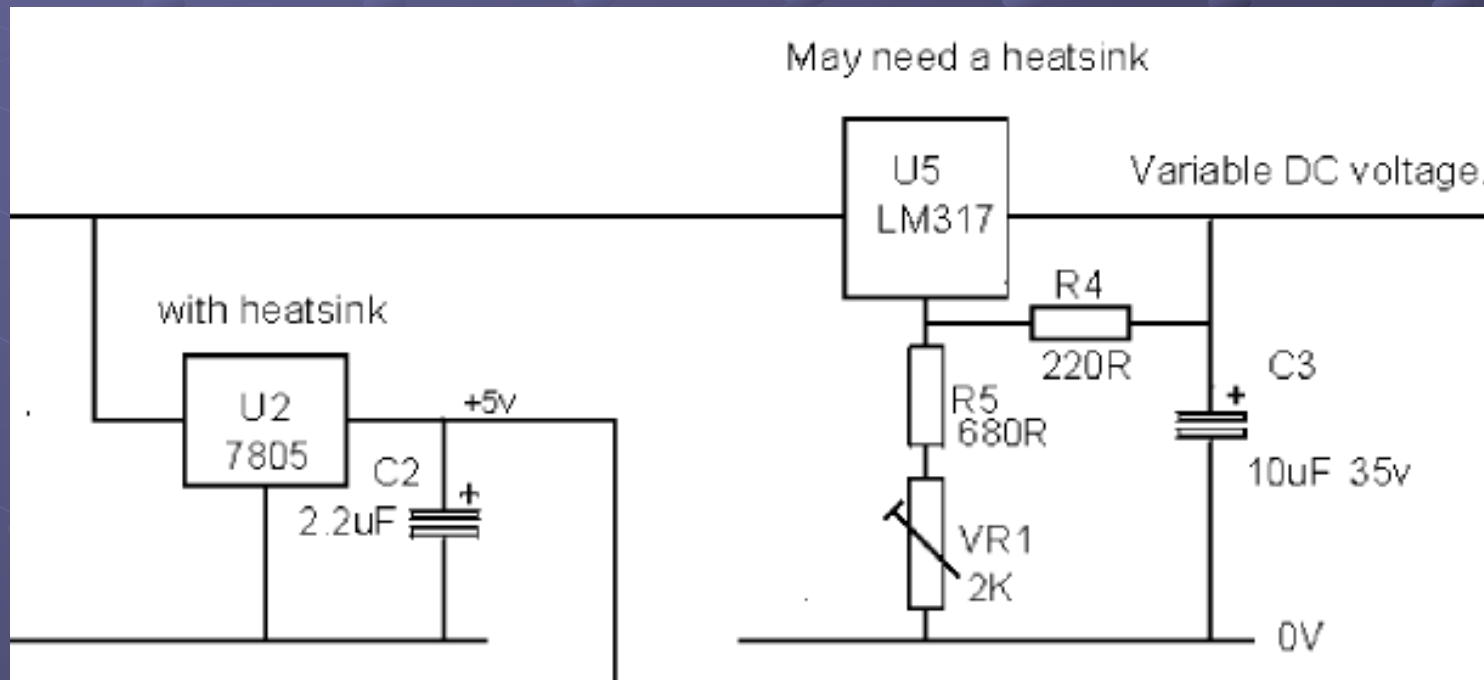 May need a heatsink
U5
LM317
Variable DC voltage.
R4
220R
with heatsink
U2
7805
+5v
C2
2.2uF
+
R5
680R
C3
+
10uF 35v
VR1
2K
0V